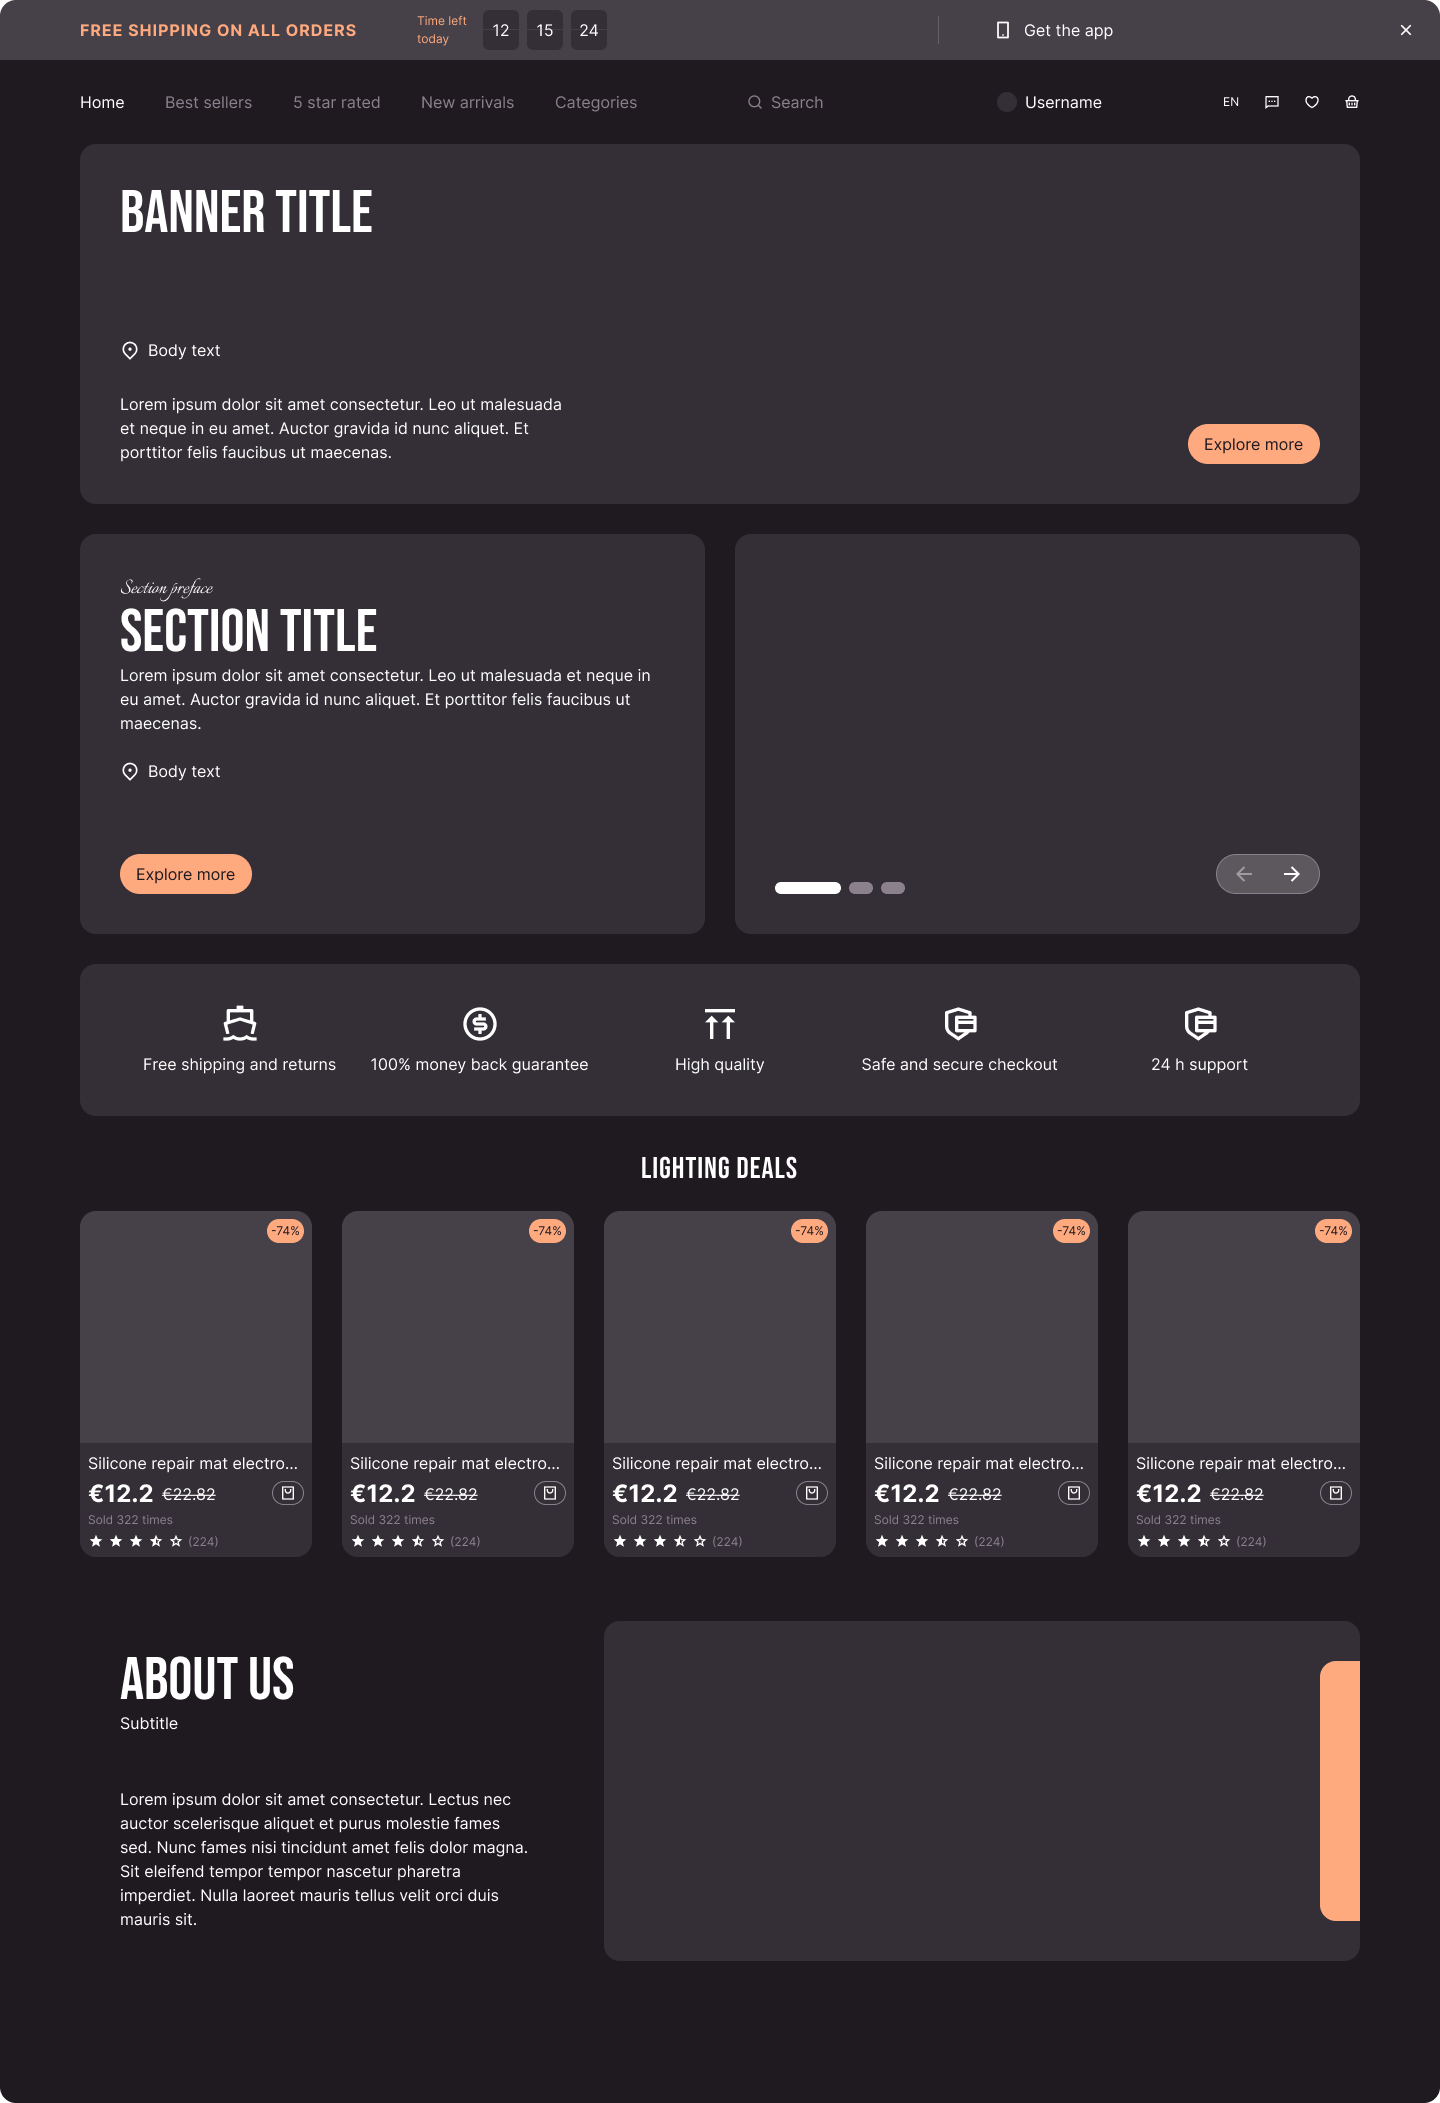 FREE SHIPPING ON ALL ORDERS
Time left
today
12 15 24
Get the app
Home Best sellers 5 star rated New arrivals Categories Search Username EN
BANNER TITLE
Body text
Lorem ipsum dolor sit amet consectetur. Leo ut malesuada
et neque in eu amet. Auctor gravida id nunc aliquet. Et
porttitor felis faucibus ut maecenas.
Explore more
Section preface
SECTION TITLE
Lorem ipsum dolor sit amet consectetur. Leo ut malesuada et neque in
eu amet. Auctor gravida id nunc aliquet. Et porttitor felis faucibus ut
maecenas.
Body text
Explore more
Free shipping and returns
100% money back guarantee
High quality
Safe and secure checkout
24 h support
LIGHTING DEALS
-74%
Silicone repair mat electro...
€12.2 €22.82
Sold 322 times
(224)
-74%
Silicone repair mat electro...
€12.2 €22.82
Sold 322 times
(224)
-74%
Silicone repair mat electro...
€12.2 €22.82
Sold 322 times
(224)
-74%
Silicone repair mat electro...
€12.2 €22.82
Sold 322 times
(224)
-74%
Silicone repair mat electro...
€12.2 €22.82
Sold 322 times
(224)
ABOUT US
Subtitle
Lorem ipsum dolor sit amet consectetur. Lectus nec
auctor scelerisque aliquet et purus molestie fames
sed. Nunc fames nisi tincidunt amet felis dolor magna.
Sit eleifend tempor tempor nascetur pharetra
imperdiet. Nulla laoreet mauris tellus velit orci duis
mauris sit.